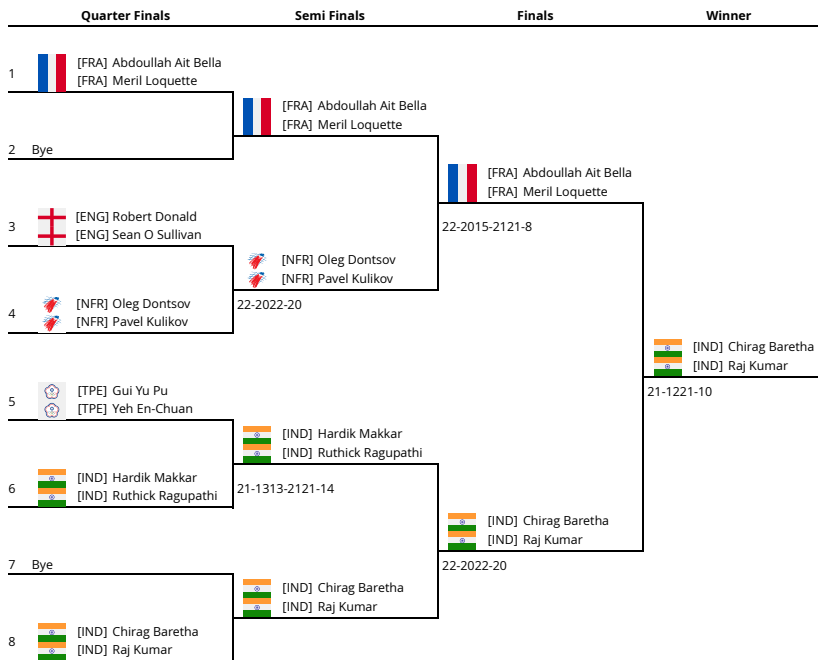 Quarter Finals Semi Finals Finals Winner
1 [FRA] Abdoullah Ait Bella
[FRA] Meril Loquette
[FRA] Abdoullah Ait Bella
[FRA] Meril Loquette
2 Bye
[FRA] Abdoullah Ait Bella
[FRA] Meril Loquette
3 [ENG] Robert Donald
[ENG] Sean O Sullivan
22-2015-2121-8
[NFR] Oleg Dontsov
[NFR] Pavel Kulikov
22-2022-20
4 [NFR] Oleg Dontsov
[NFR] Pavel Kulikov
[IND] Chirag Baretha
[IND] Raj Kumar
21-1221-10
5 [TPE] Gui Yu Pu
[TPE] Yeh En-Chuan
[IND] Hardik Makkar
[IND] Ruthick Ragupathi
6 [IND] Hardik Makkar
[IND] Ruthick Ragupathi
21-1313-2121-14
[IND] Chirag Baretha
[IND] Raj Kumar
22-2022-20
7 Bye
[IND] Chirag Baretha
[IND] Raj Kumar
8 [IND] Chirag Baretha
[IND] Raj Kumar